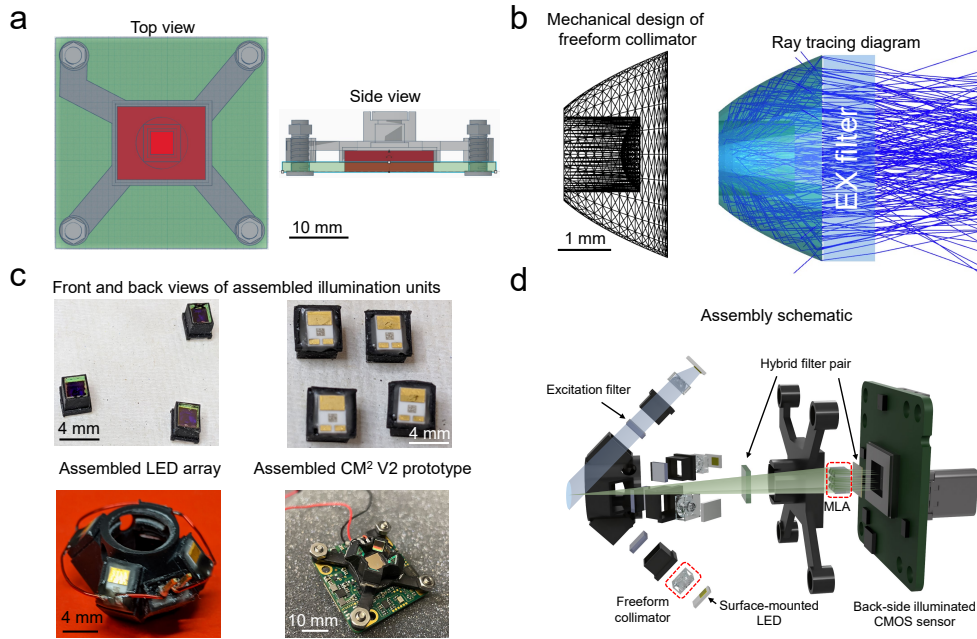 a
Top view
Side view
10 mm
b
Mechanical design of
freeform collimator
Ray tracing diagram
EX filter
1 mm
c
Front and back views of assembled illumination units
4 mm
4 mm
Assembled LED array
Assembled CM² V2 prototype
4 mm
10 mm
d
Assembly schematic
Hybrid filter pair
Excitation filter
MLA
Freeform
collimator
Surface-mounted
LED
Back-side illuminated
CMOS sensor